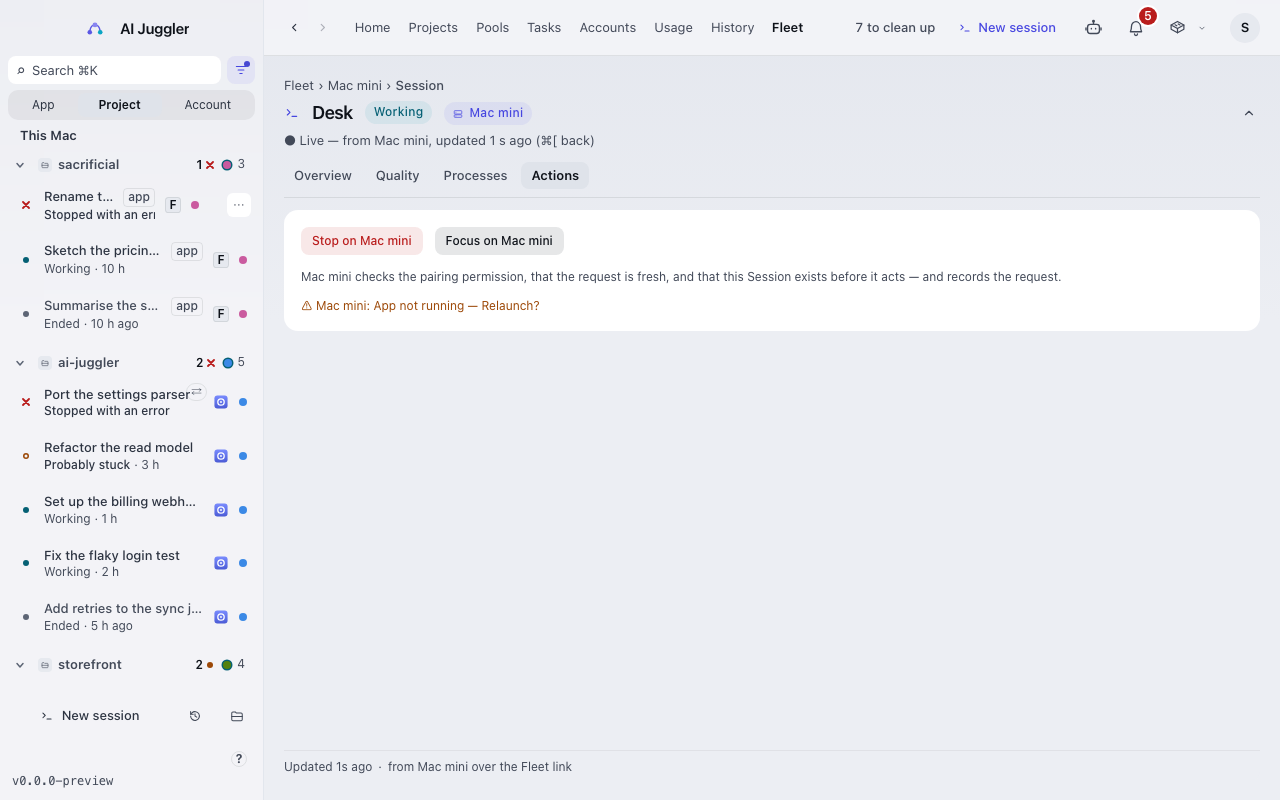 AI Juggler
Search ⌘K
App Project Account
This Mac
sacrificial 1 3
Rename t... app F
Stopped with an er
Sketch the pricin... app F
Working · 10 h
Summarise the s... app F
Ended · 10 h ago
ai-juggler 2 5
Port the settings parser
Stopped with an error
Refactor the read model
Probably stuck · 3 h
Set up the billing webh...
Working · 1 h
Fix the flaky login test
Working · 2 h
Add retries to the sync j...
Ended · 5 h ago
storefront 2 4
New session
?
v0.0.0-preview
Home Projects Pools Tasks Accounts Usage History Fleet 7 to clean up New session 5 S
Fleet › Mac mini › Session
Desk Working Mac mini
Live — from Mac mini, updated 1 s ago (⌘[ back)
Overview Quality Processes Actions
Stop on Mac mini Focus on Mac mini
Mac mini checks the pairing permission, that the request is fresh, and that this Session exists before it acts — and records the request.
⚠ Mac mini: App not running — Relaunch?
Updated 1s ago · from Mac mini over the Fleet link